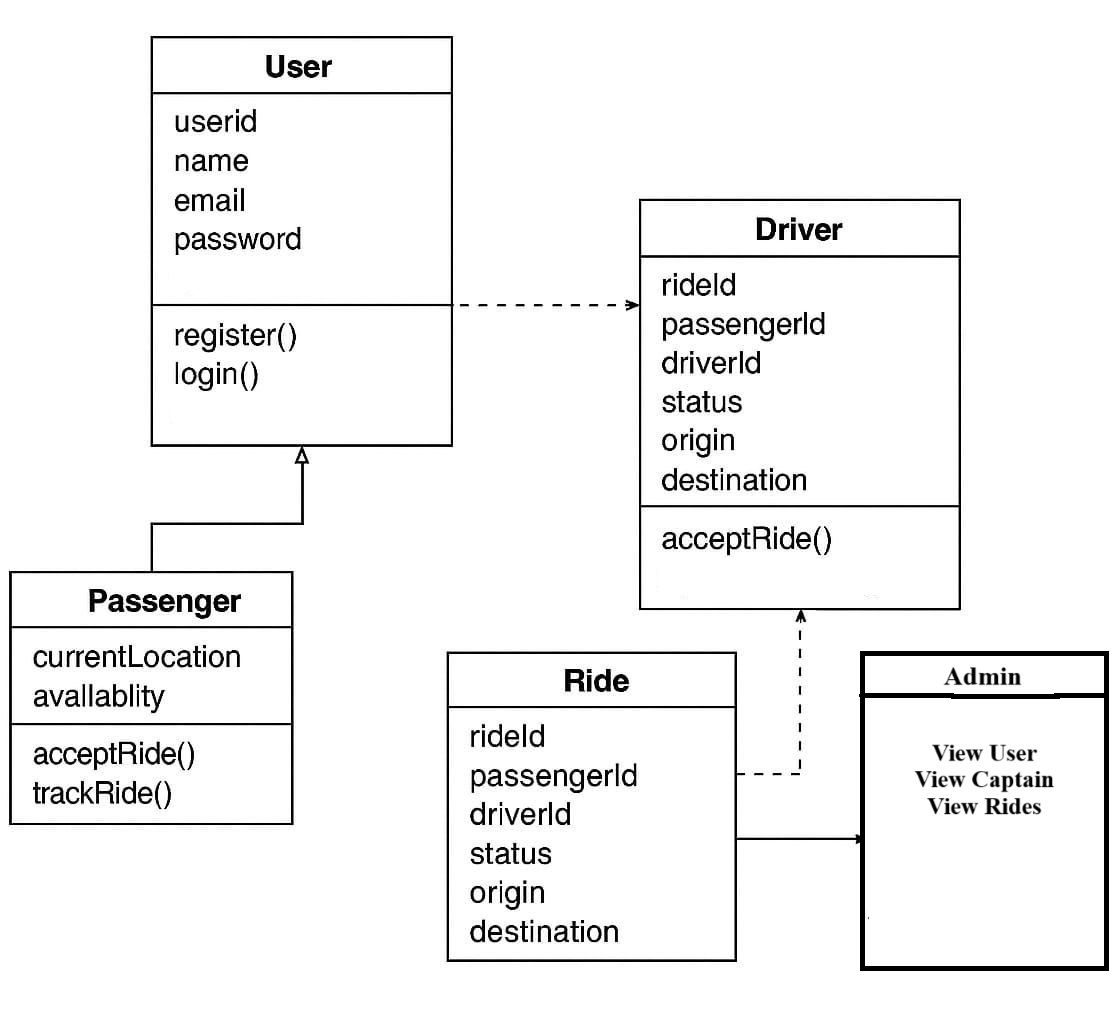 User
userid
name
email
password
register()
login()
Driver
rideId
passengerId
driverId
status
origin
destination
acceptRide()
Passenger
currentLocation
avallablity
acceptRide()
trackRide()
Ride
rideId
passengerId
driverId
status
origin
destination
Admin
View User
View Captain
View Rides